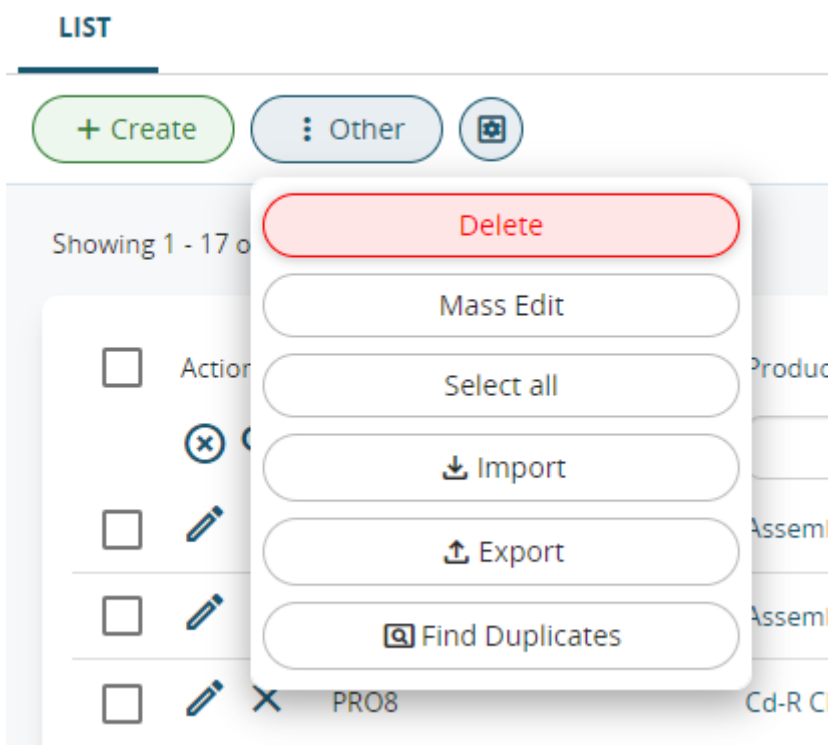 LIST
+ Create
Other
Showing 1 - 17
Delete
Mass Edit
Select all
Import
Export
Find Duplicates
PRO8
Cd-R